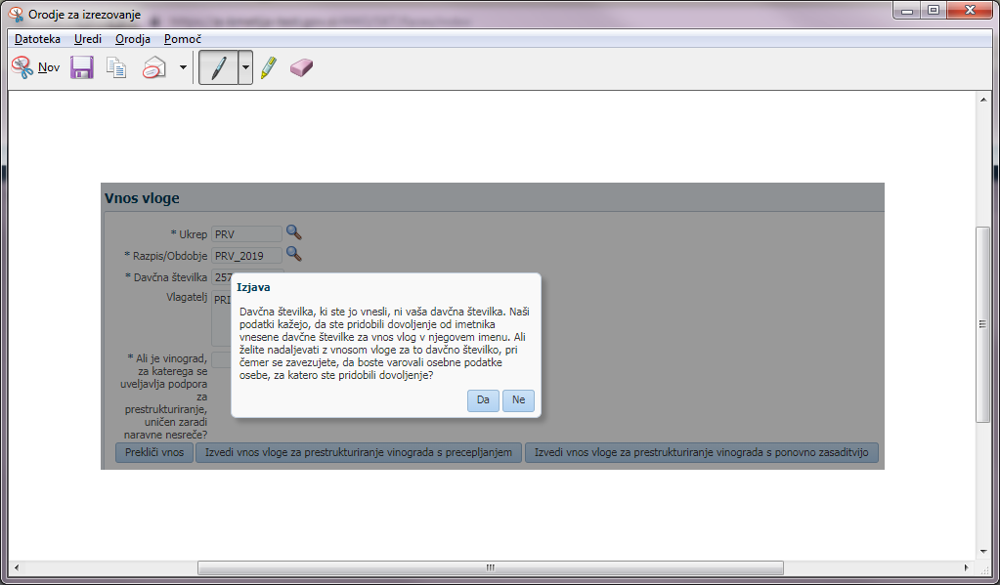 Orodje za izrezovanje
Datoteka Uredi Orodja Pomoč
Nov
Vnos vloge
* Ukrep PRV
* Razpis/Obdobje PRV_2019
* Davčna številka 257
Vlagatelj PRI
Izjava
Davčna številka, ki ste jo vnesli, ni vaša davčna številka. Naši
podatki kažejo, da ste pridobili dovoljenje od imetnika
vnesene davčne številke za vnos vlog v njegovem imenu. Ali
želite nadaljevati z vnosom vloge za to davčno številko, pri
čemer se zavezujete, da boste varovali osebne podatke
osebe, za katero ste pridobili dovoljenje?
Da Ne
* Ali je vinograd,
za katerega se
uveljavlja podpora
za
prestrukturiranje,
uničen zaradi
naravne nesreče?
Prekliči vnos Izvedi vnos vloge za prestrukturiranje vinograda s precepljanjem Izvedi vnos vloge za prestrukturiranje vinograda s ponovno zasaditvijo